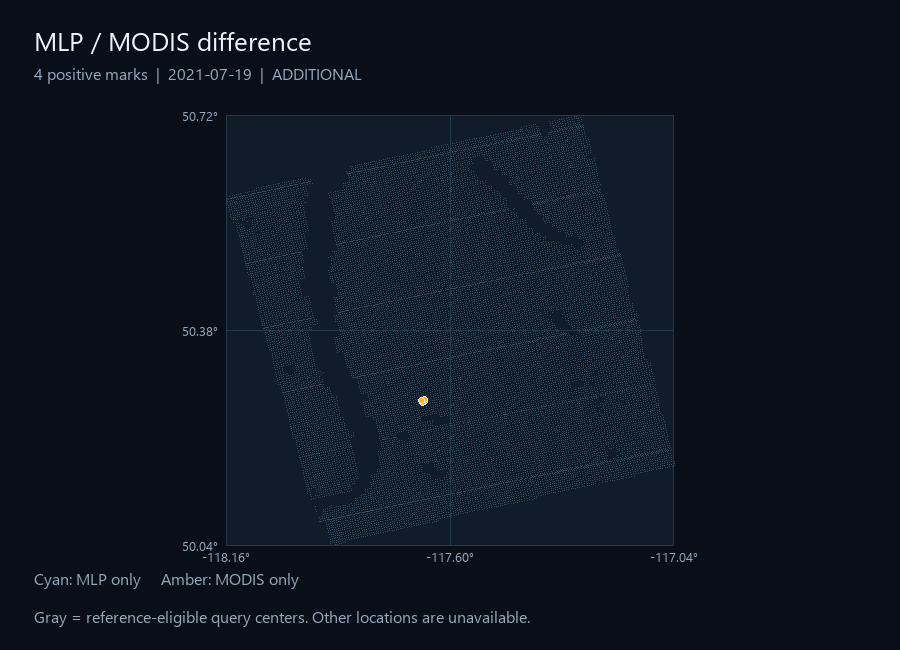 MLP / MODIS difference
4 positive marks | 2021-07-19 | ADDITIONAL
50.72°
50.38°
50.04°
-118.16° -117.60° -117.04°
Cyan: MLP only Amber: MODIS only
Gray = reference-eligible query centers. Other locations are unavailable.